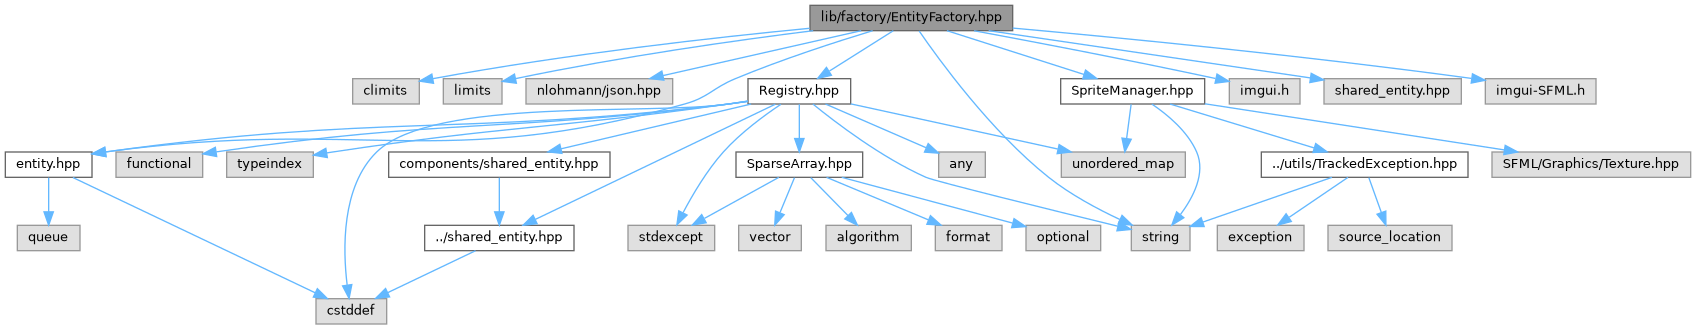 lib/factory/EntityFactory.hpp
climits
limits
nlohmann/json.hpp
Registry.hpp
SpriteManager.hpp
imgui.h
shared_entity.hpp
imgui-SFML.h
entity.hpp
functional
typeindex
components/shared_entity.hpp
SparseArray.hpp
any
unordered_map
../utils/TrackedException.hpp
SFML/Graphics/Texture.hpp
queue
../shared_entity.hpp
stdexcept
vector
algorithm
format
optional
string
exception
source_location
cstddef